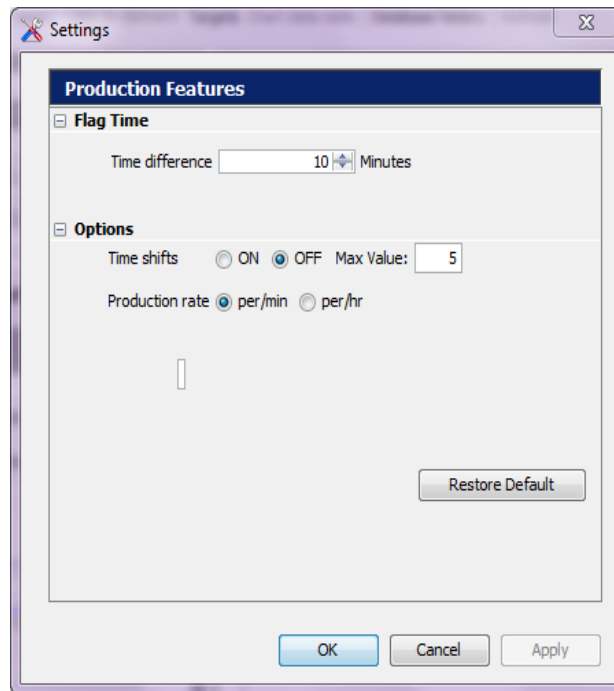 Settings
Production Features
Flag Time
Time difference 10 Minutes
Options
Time shifts ON OFF Max Value: 5
Production rate per/min per/hr
Restore Default
OK Cancel Apply